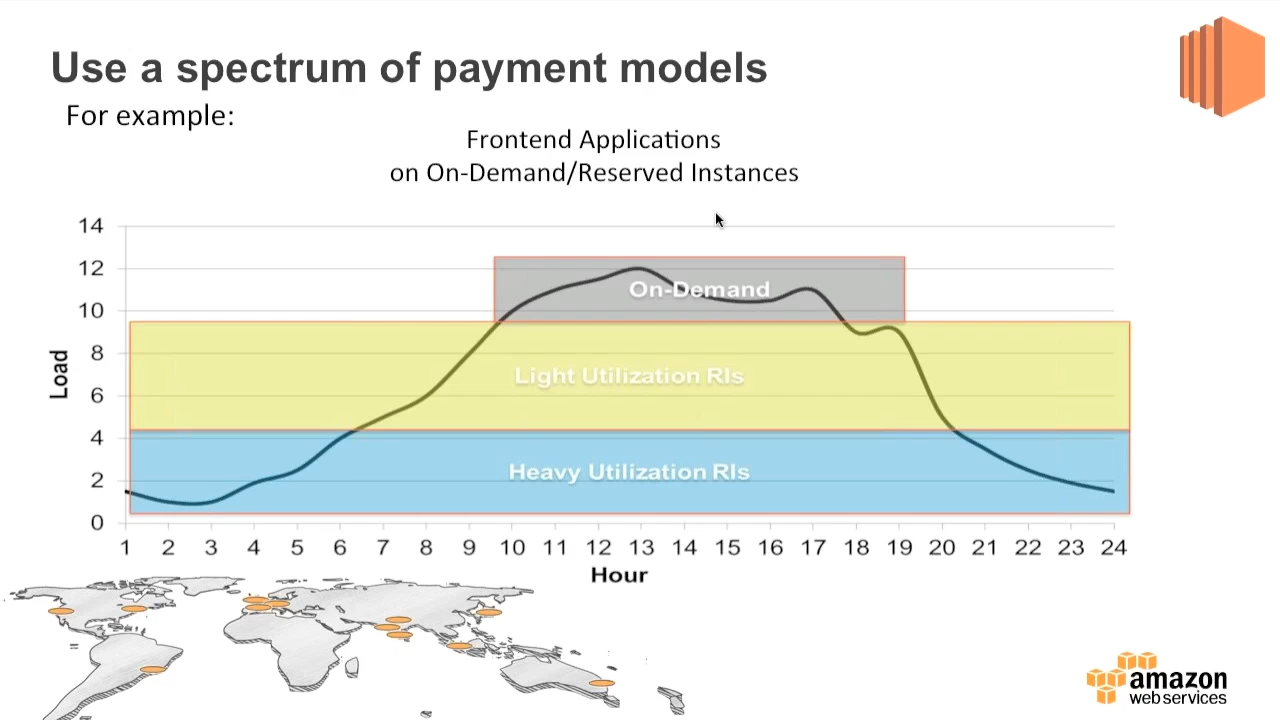 Use a spectrum of payment models
For example:
Frontend Applications
on On-Demand/Reserved Instances
14
12
10
8
6
4
2
0
Load
On-Demand
Light Utilization RIs
Heavy Utilization RIs
1 2 3 4 5 6 7 8 9 10 11 12 13 14 15 16 17 18 19 20 21 22 23 24
Hour
amazon
web services